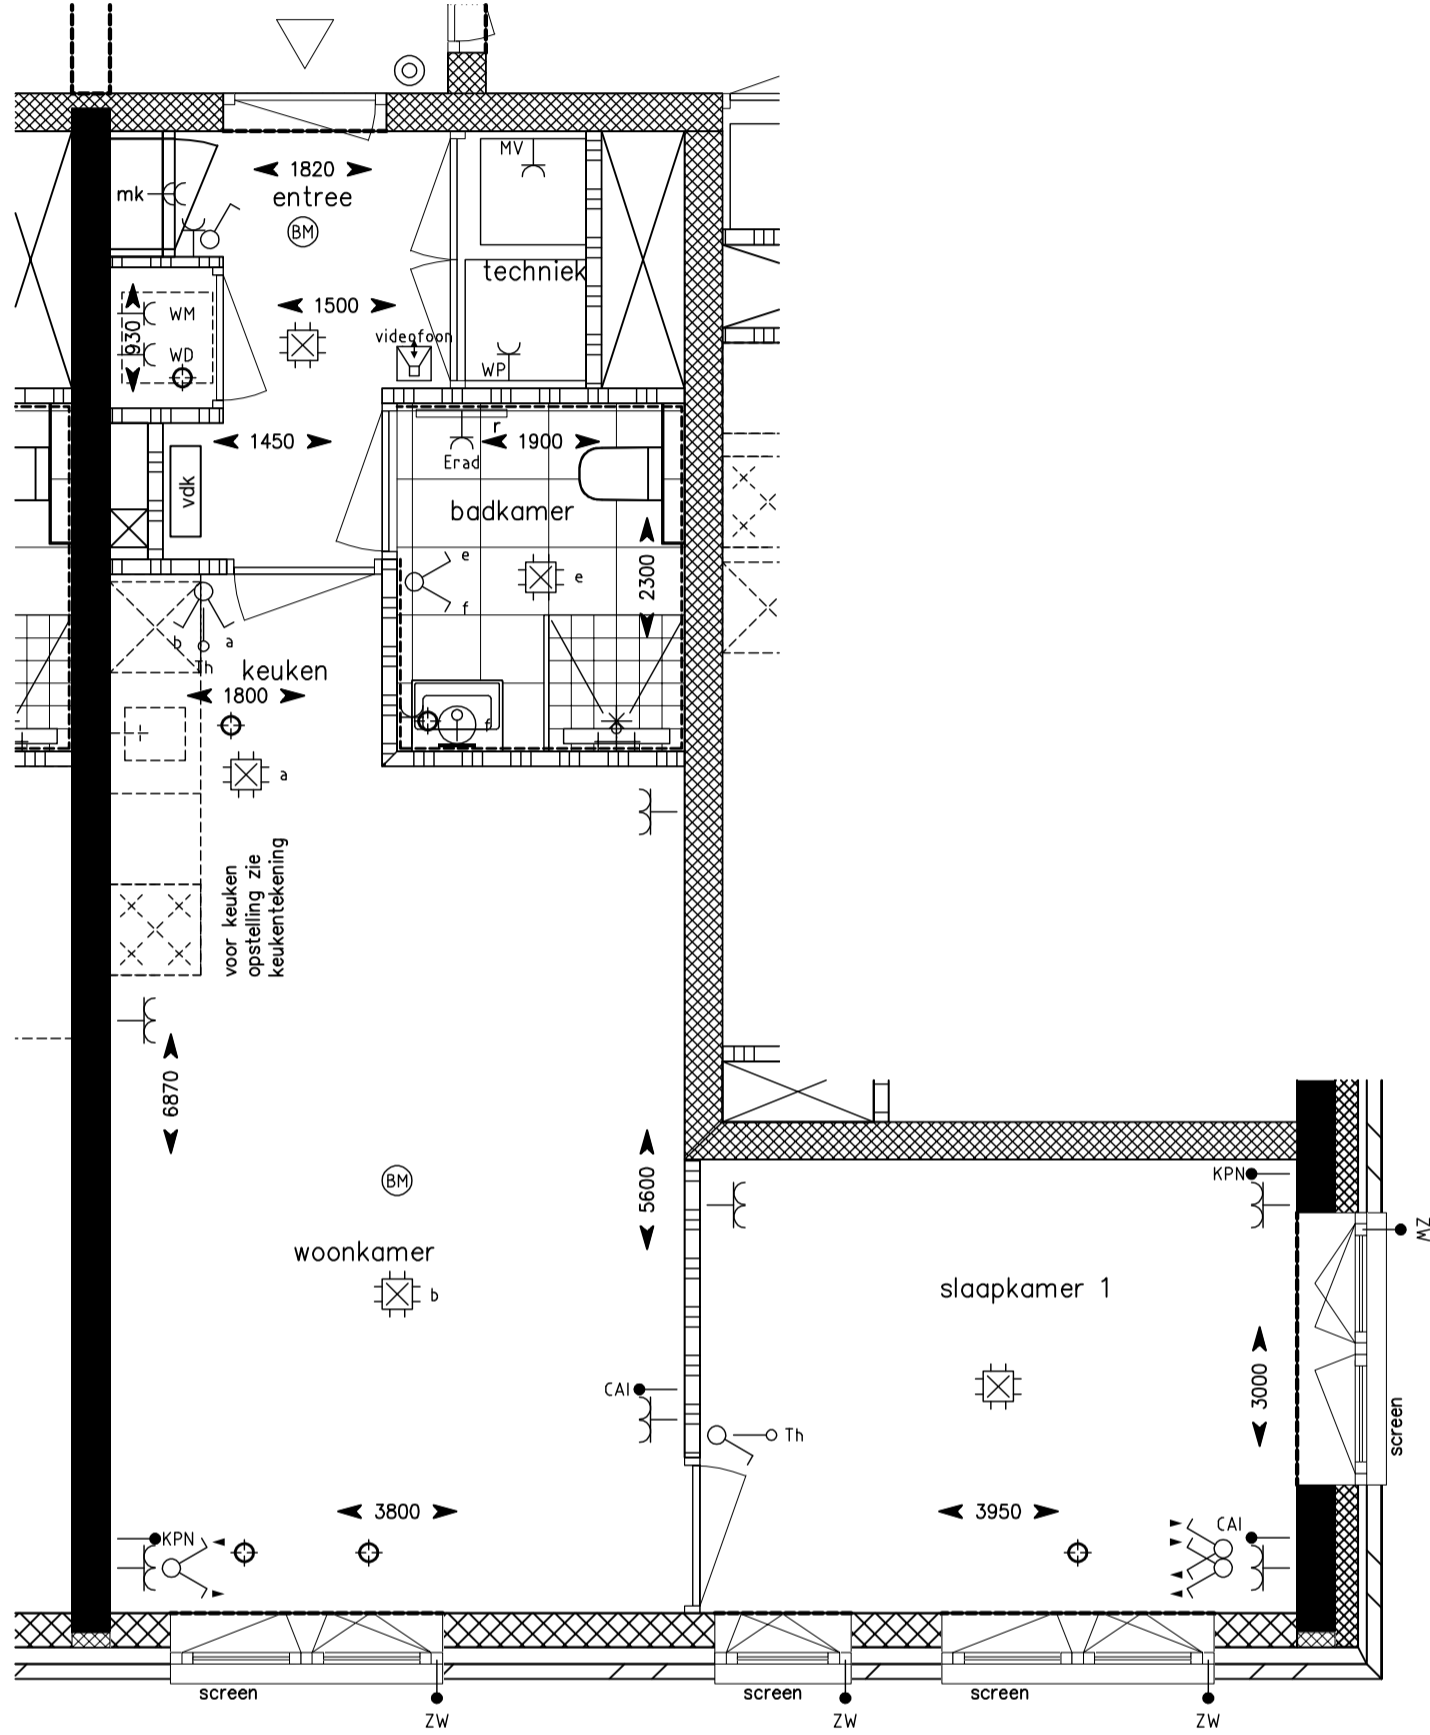 MV
1820
mk
entree
BM
techniek
1500
WM
videofoon
930
WD
WP
r
1450
1900
Erad
vdk
badkamer
e
e
2300
f
b
a
Th
keuken
1800
f
a
voor keuken
opstelling zie
keukentekening
6870
BM
5600
KPN
ZW
woonkamer
slaapkamer 1
b
3000
CAI
screen
Th
3800
3950
CAI
KPN
screen
screen
screen
ZW
ZW
ZW